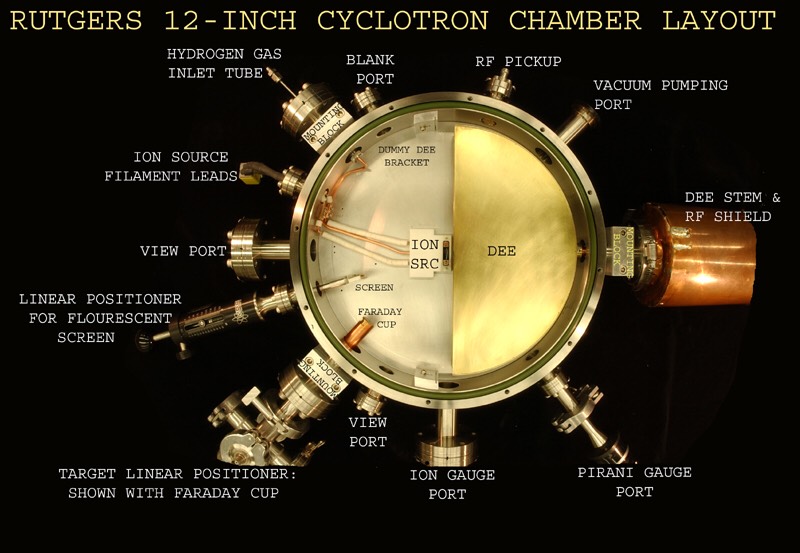 RUTGERS 12-INCH CYCLOTRON CHAMBER LAYOUT
HYDROGEN GAS
INLET TUBE
BLANK
PORT
RF PICKUP
VACUUM PUMPING
PORT
MOUNTING
BLOCK
DUMMY DEE
BRACKET
ION SOURCE
FILAMENT LEADS
DEE STEM &
RF SHIELD
VIEW PORT
ION
SRC
DEE
MOUNTING
BLOCK
SCREEN
LINEAR POSITIONER
FOR FLOURESCENT
SCREEN
FARADAY
CUP
MOUNTING
BLOCK
VIEW
PORT
TARGET LINEAR POSITIONER:
SHOWN WITH FARADAY CUP
ION GAUGE
PORT
PIRANI GAUGE
PORT